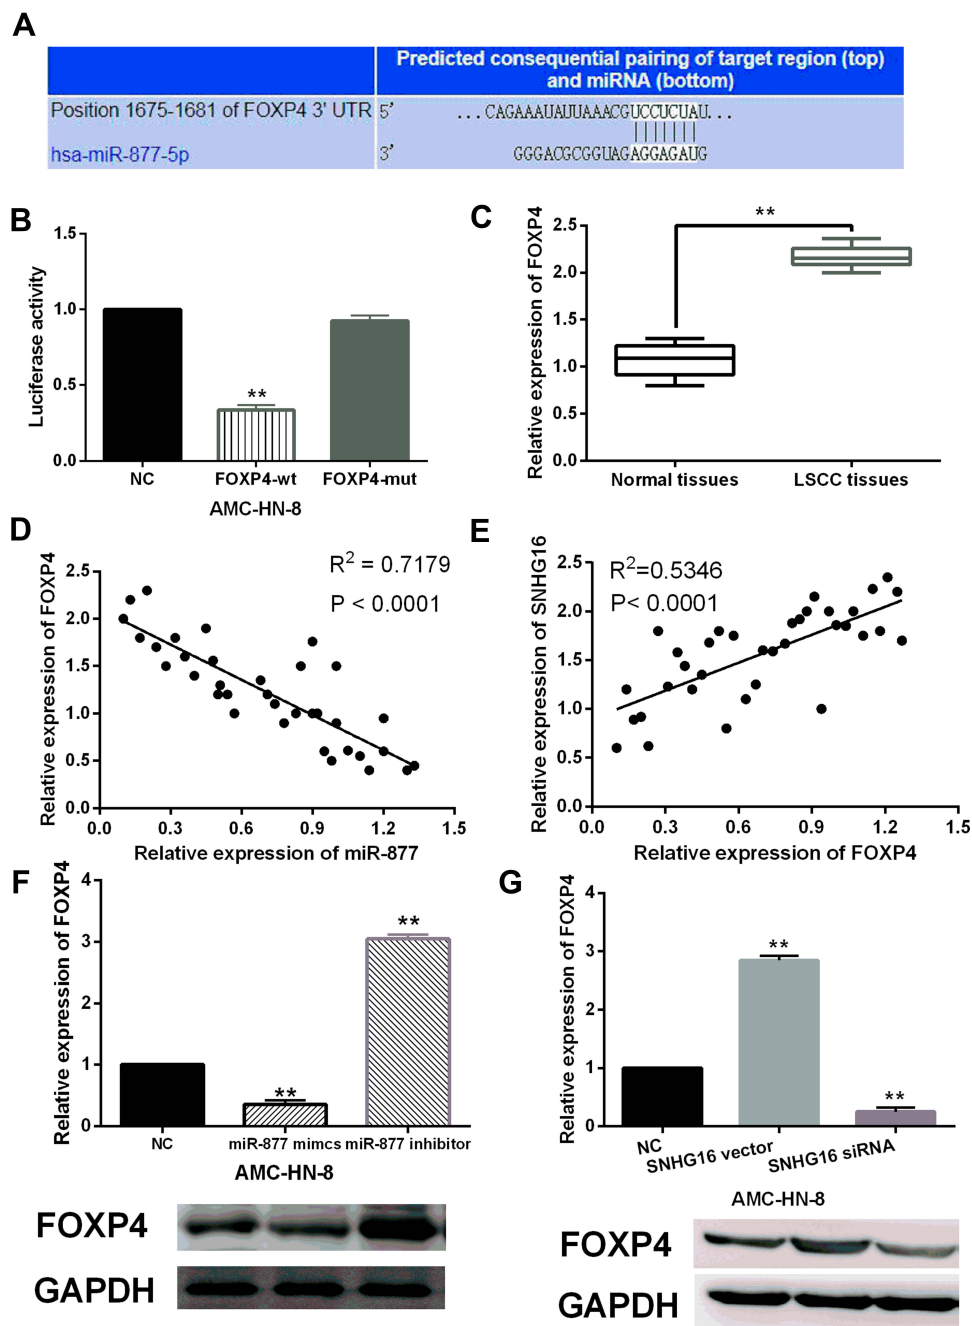 A
Predicted consequential pairing of target region (top)
and miRNA (bottom)
Position 1675-1681 of FOXP4 3' UTR 5' ...CAGAAAUAUUAAACGUCCUCUAU...
hsa-miR-877-5p 3' GGGACGCGGUAGAGGAGAUG
B
Luciferase activity
1.5
1.0
0.5
0.0
**
NC FOXP4-wt FOXP4-mut
AMC-HN-8
C
Relative expression of FOXP4
2.5
2.0
1.5
1.0
0.5
0.0
**
Normal tissues LSCC tissues
D
Relative expression of FOXP4
2.5
2.0
1.5
1.0
0.5
0.0
R² = 0.7179
P < 0.0001
0.0 0.3 0.6 0.9 1.2 1.5
Relative expression of miR-877
E
Relative expression of SNHG16
2.5
2.0
1.5
1.0
0.5
0.0
R²=0.5346
P< 0.0001
0.0 0.3 0.6 0.9 1.2 1.5
Relative expression of FOXP4
F
Relative expression of FOXP4
4
3
2
1
0
**
**
NC miR-877 mimcs miR-877 inhibitor
AMC-HN-8
FOXP4
GAPDH
G
Relative expression of FOXP4
4
3
2
1
0
**
**
NC
SNHG16 vector
SNHG16 siRNA
AMC-HN-8
FOXP4
GAPDH